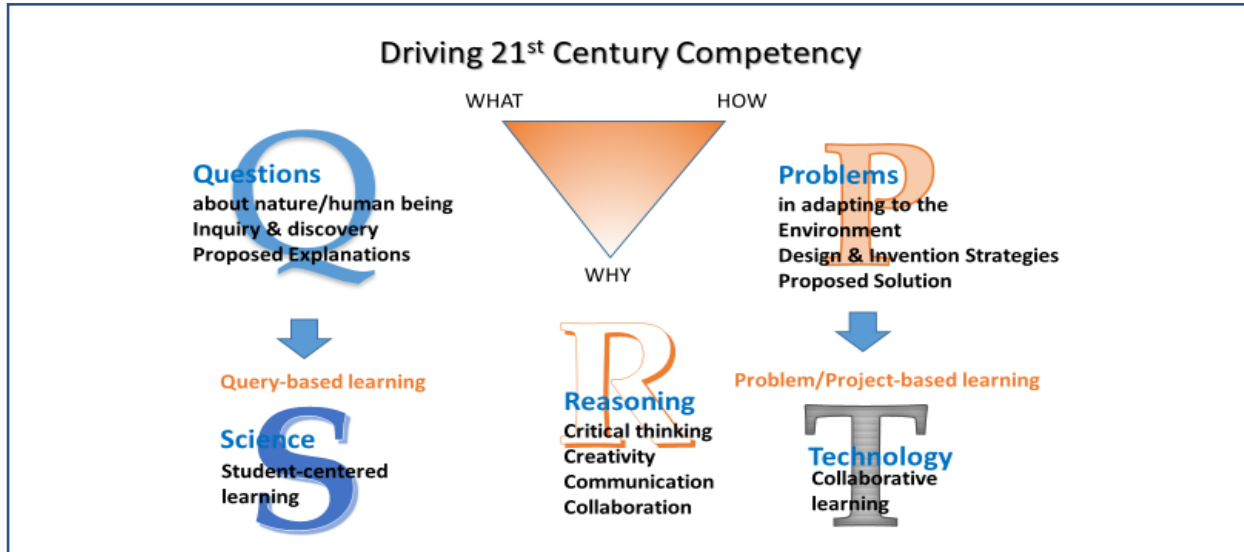 Driving 21st Century Competency
WHAT
HOW
WHY
Q
Questions
about nature/human being
Inquiry & discovery
Proposed Explanations
P
Problems
in adapting to the
Environment
Design & Invention Strategies
Proposed Solution
Query-based learning
S
Science
Student-centered
learning
R
Reasoning
Critical thinking
Creativity
Communication
Collaboration
Problem/Project-based learning
T
Technology
Collaborative
learning